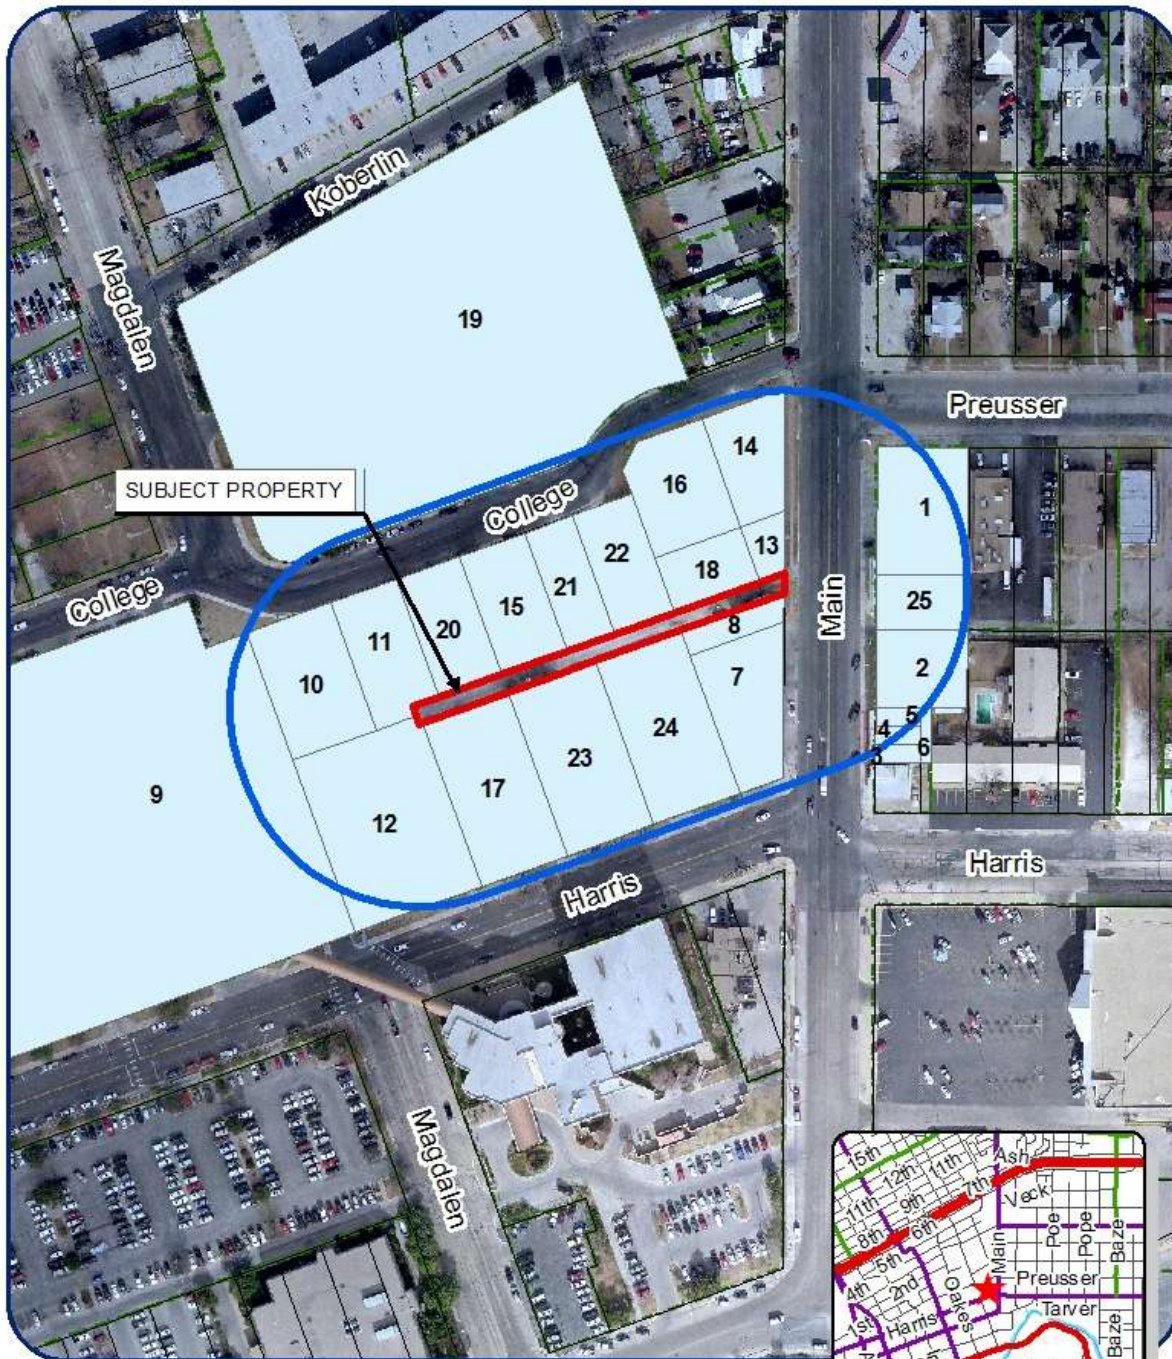 Koberlin
Magdalen
19
Preusser
14
SUBJECT PROPERTY
16
College
1
22
13
College
21
18
15
25
Main
11
20
8
10
2
7
5
4
24
6
3
23
17
9
12
Harris
Harris
Magdalen
15th
12th
11th
Ash
11th
9th
7th
Veck
8th
6th
Main
Poe
Pope
Baze
5th
4th
2nd
Oakes
Preusser
1st
Harris
Tarver
Baze